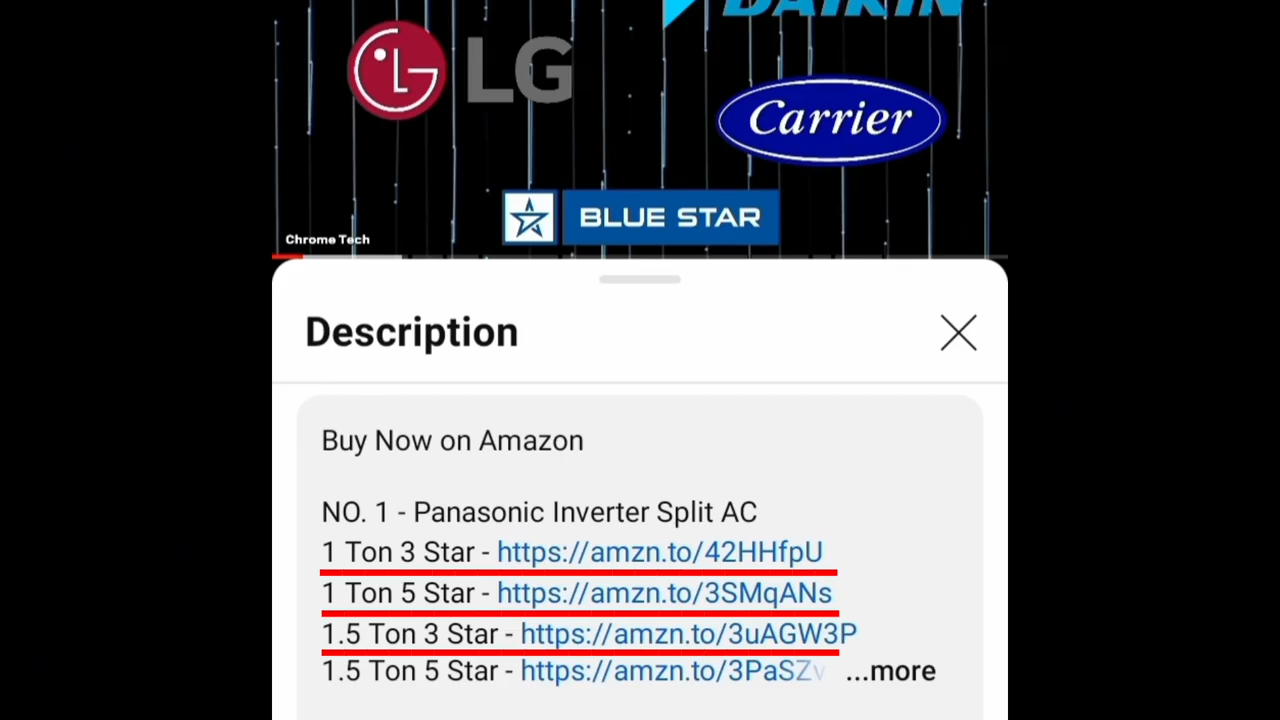 DAIKIN
LG
Carrier
BLUE STAR
Chrome Tech
Description
Buy Now on Amazon
NO. 1 - Panasonic Inverter Split AC
1 Ton 3 Star - https://amzn.to/42HHfpU
1 Ton 5 Star - https://amzn.to/3SMqANs
1.5 Ton 3 Star - https://amzn.to/3uAGW3P
1.5 Ton 5 Star - https://amzn.to/3PaSZv ...more